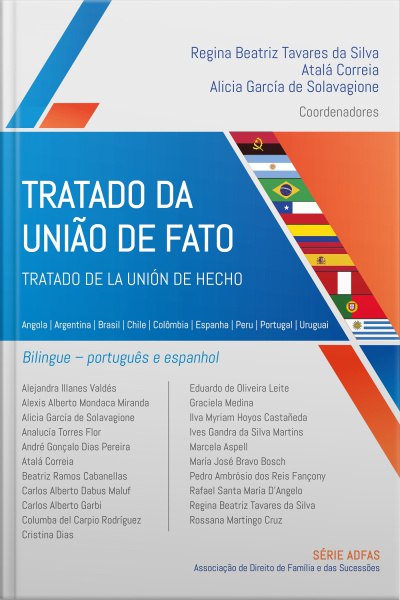 Regina Beatriz Tavares da Silva
Atalá Correia
Alicia García de Solavagione
Coordenadores
TRATADO DA
UNIÃO DE FATO
TRATADO DE LA UNIÓN DE HECHO
Angola | Argentina | Brasil | Chile | Colômbia | Espanha | Peru | Portugal | Uruguai
Bilíngue – português e espanhol
Alejandra Illanes Valdés
Alexis Alberto Mondaca Miranda
Alicia García de Solavagione
Analucía Torres Flor
André Gonçalo Dias Pereira
Atalá Correia
Beatriz Ramos Cabanellas
Carlos Alberto Dabus Maluf
Carlos Alberto Garbi
Columba del Carpio Rodríguez
Cristina Dias
Eduardo de Oliveira Leite
Graciela Medina
Ilva Myriam Hoyos Castañeda
Ives Gandra da Silva Martins
Marcela Aspell
María José Bravo Bosch
Pedro Ambrósio dos Reis Fançony
Rafael Santa Maria D'Angelo
Regina Beatriz Tavares da Silva
Rossana Martingo Cruz
SÉRIE ADFAS
Associação de Direito de Família e das Sucessões